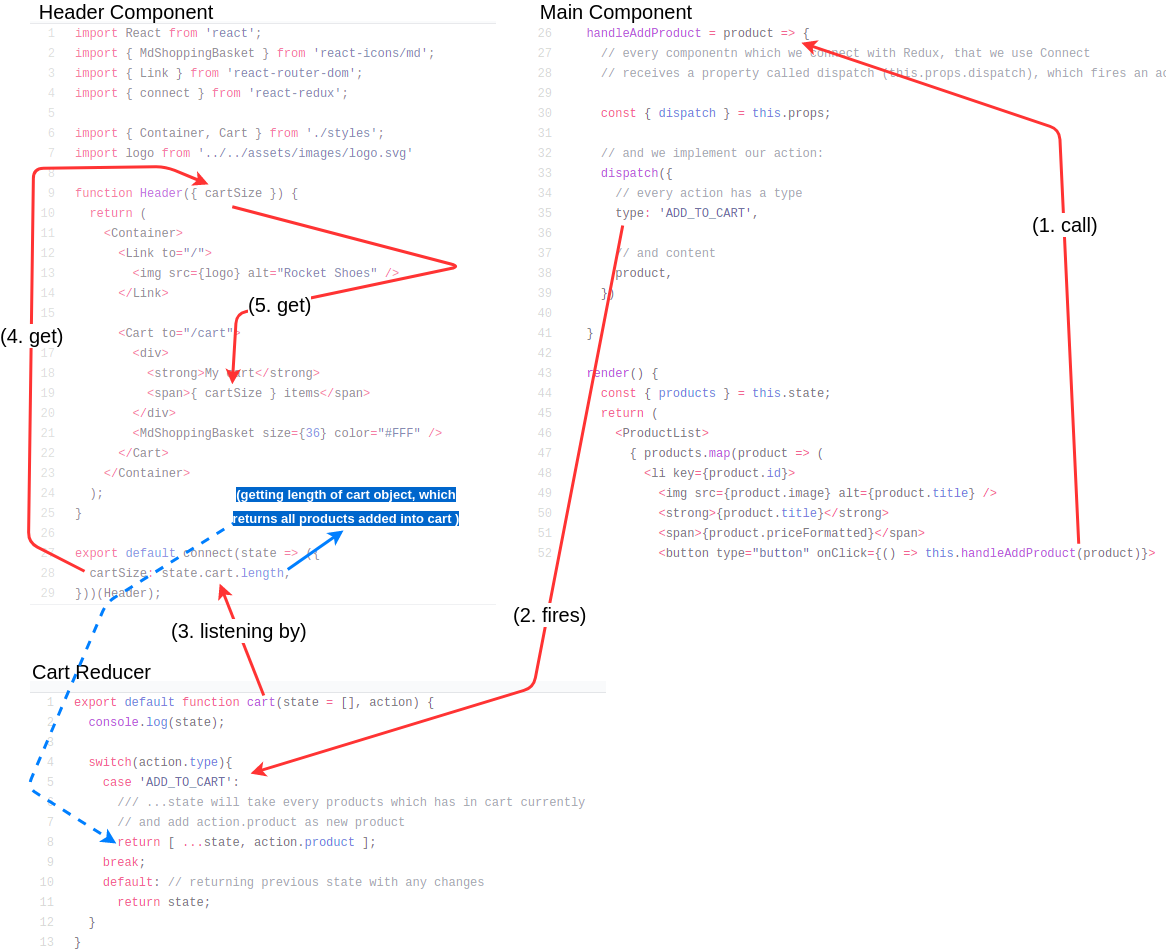 Header Component
1 import React from 'react';
2 import { MdShoppingBasket } from 'react-icons/md';
3 import { Link } from 'react-router-dom';
4 import { connect } from 'react-redux';
5
6 import { Container, Cart } from './styles';
7 import logo from '../../assets/images/logo.svg'
8
9 function Header({ cartSize }) {
10 return (
11 <Container>
12 <Link to="/">
13 <img src={logo} alt="Rocket Shoes" />
14 </Link>
15
(5. get)
<Cart to="/cart">
(4. get)
17 <div>
18 <strong>My Cart</strong>
19 <span>{ cartSize } items</span>
20 </div>
21 <MdShoppingBasket size={36} color="#FFF" />
22 </Cart>
23 </Container>
24 );
(getting length of cart object, which
returns all products added into cart )
25 }
26
export default connect(state => ({
28 cartSize: state.cart.length,
29 }))(Header);
(3. listening by)
Main Component
26 handleAddProduct = product => {
27 // every componentn which we connect with Redux, that we use Connect
28 // receives a property called dispatch (this.props.dispatch), which fires an ac
29
30 const { dispatch } = this.props;
31
32 // and we implement our action:
33 dispatch({
34 // every action has a type
35 type: 'ADD_TO_CART',
(1. call)
36
37 // and content
38 product,
39 })
40
41 }
42
43 render() {
44 const { products } = this.state;
45 return (
46 <ProductList>
47 { products.map(product => (
48 <li key={product.id}>
49 <img src={product.image} alt={product.title} />
50 <strong>{product.title}</strong>
51 <span>{product.priceFormatted}</span>
52 <button type="button" onClick={() => this.handleAddProduct(product)}>
(2. fires)
Cart Reducer
1 export default function cart(state = [], action) {
2 console.log(state);
3
4 switch(action.type){
5 case 'ADD_TO_CART':
6 /// ...state will take every products which has in cart currently
7 // and add action.product as new product
8 return [ ...state, action.product ];
9 break;
10 default: // returning previous state with any changes
11 return state;
12 }
13 }